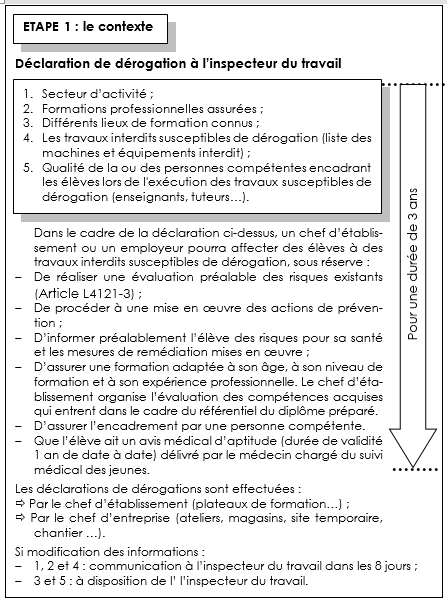 ETAPE 1 : le contexte
Déclaration de dérogation à l'inspecteur du travail
1. Secteur d'activité ;
2. Formations professionnelles assurées ;
3. Différents lieux de formation connus ;
4. Les travaux interdits susceptibles de dérogation (liste des
machines et équipements interdit) ;
5. Qualité de la ou des personnes compétentes encadrant
les élèves lors de l'exécution des travaux susceptibles de
dérogation (enseignants, tuteurs…).
Pour une durée de 3 ans
Dans le cadre de la déclaration ci-dessus, un chef d'établis-
sement ou un employeur pourra affecter des élèves à des
travaux interdits susceptibles de dérogation, sous réserve :
– De réaliser une évaluation préalable des risques existants
(Article L4121-3) ;
– De procéder à une mise en œuvre des actions de préven-
tion ;
– D'informer préalablement l'élève des risques pour sa santé
et les mesures de remédiation mises en œuvre ;
– D'assurer une formation adaptée à son âge, à son niveau de
formation et à son expérience professionnelle. Le chef d'éta-
blissement organise l'évaluation des compétences acquises
qui entrent dans le cadre du référentiel du diplôme préparé.
– D'assurer l'encadrement par une personne compétente.
– Que l'élève ait un avis médical d'aptitude (durée de validité
1 an de date à date) délivré par le médecin chargé du suivi
médical des jeunes.
Les déclarations de dérogations sont effectuées :
⇨ Par le chef d'établissement (plateaux de formation…) ;
⇨ Par le chef d'entreprise (ateliers, magasins, site temporaire,
chantier …).
Si modification des informations :
– 1, 2 et 4 : communication à l'inspecteur du travail dans les 8 jours ;
– 3 et 5 : à disposition de l' l'inspecteur du travail.